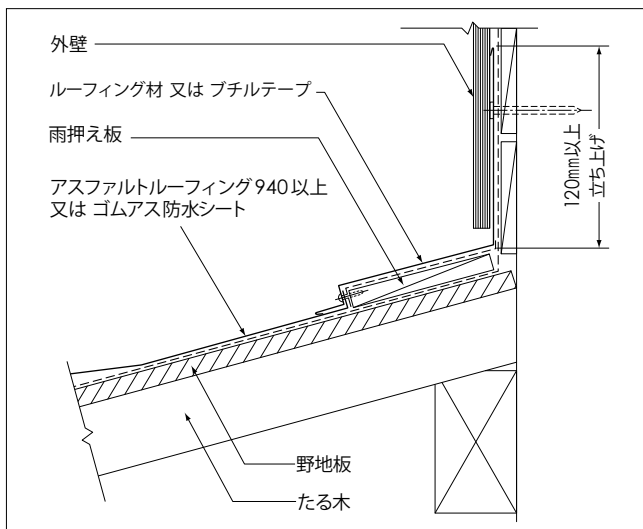 外壁
ルーフィング材 又は ブチルテープ
雨押え板
アスファルトルーフィング940以上
又は ゴムアス防水シート
120mm以上
立ち上げ
野地板
たる木